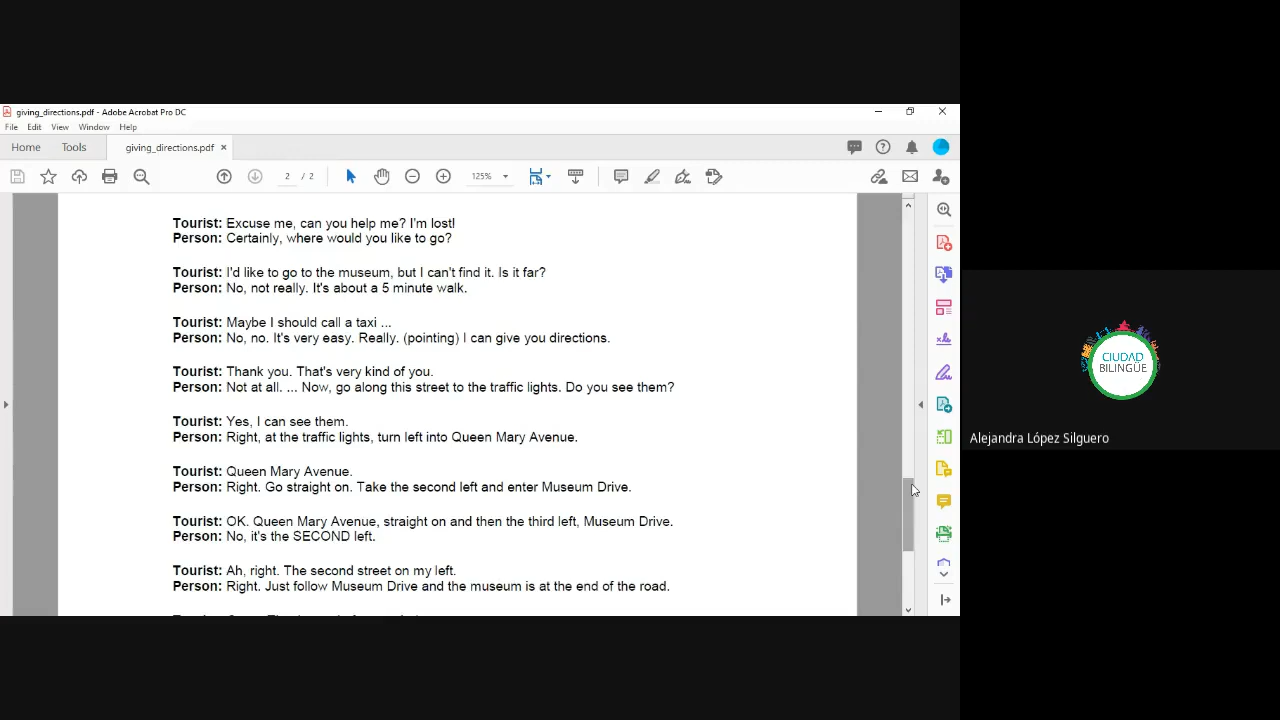 giving_directions.pdf - Adobe Acrobat Pro DC
File Edit View Window Help
Home Tools giving_directions.pdf ×
2 / 2 125%
Tourist: Excuse me, can you help me? I'm lost!
Person: Certainly, where would you like to go?
Tourist: I'd like to go to the museum, but I can't find it. Is it far?
Person: No, not really. It's about a 5 minute walk.
Tourist: Maybe I should call a taxi ...
Person: No, no. It's very easy. Really. (pointing) I can give you directions.
Tourist: Thank you. That's very kind of you.
Person: Not at all. ... Now, go along this street to the traffic lights. Do you see them?
Tourist: Yes, I can see them.
Person: Right, at the traffic lights, turn left into Queen Mary Avenue.
Tourist: Queen Mary Avenue.
Person: Right. Go straight on. Take the second left and enter Museum Drive.
Tourist: OK. Queen Mary Avenue, straight on and then the third left, Museum Drive.
Person: No, it's the SECOND left.
Tourist: Ah, right. The second street on my left.
Person: Right. Just follow Museum Drive and the museum is at the end of the road.
CIUDAD
BILINGÜE
Alejandra López Silguero